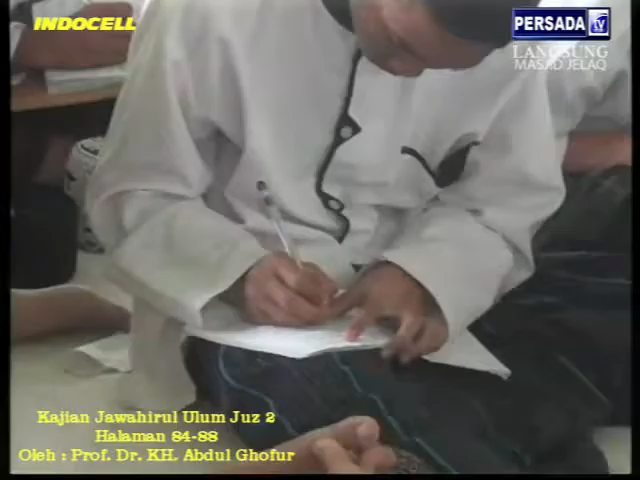 INDOCELL
PERSADA tv
LANGSUNG
MASJID JELAQ
Kajian Jawahirul Ulum Juz 2
Halaman 84-88
Oleh : Prof. Dr. KH. Abdul Ghofur